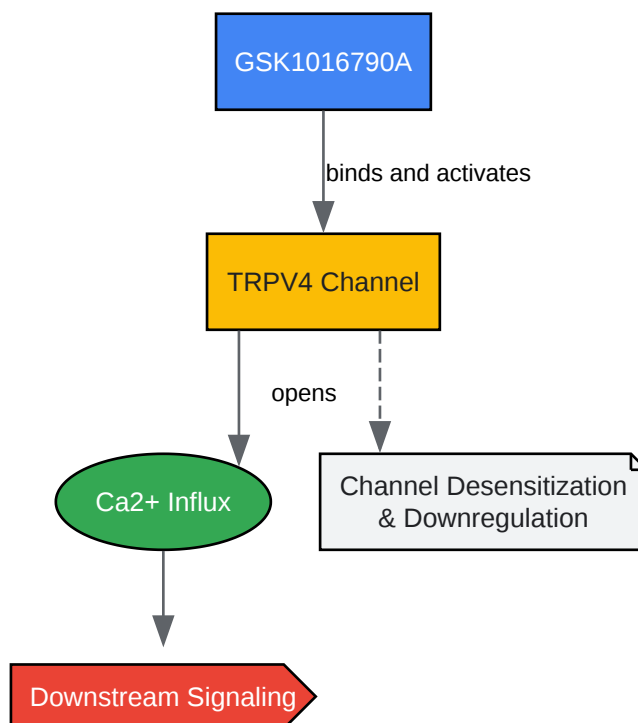 GSK1016790A
binds and activates
TRPV4 Channel
opens
Ca2+ Influx
Channel Desensitization
& Downregulation
Downstream Signaling